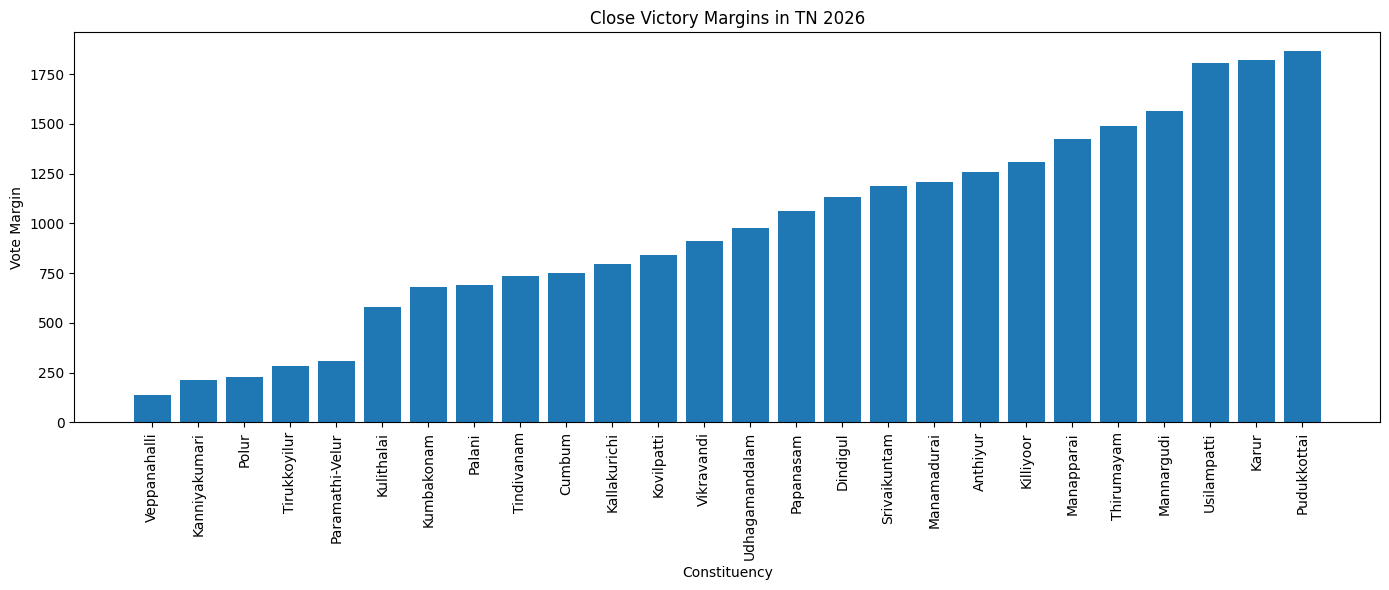 Close Victory Margins in TN 2026
Vote Margin
1750
1500
1250
1000
750
500
250
0
Veppanahalli
Kanniyakumari
Polur
Tirukkoyilur
Paramathi-Velur
Kulithalai
Kumbakonam
Palani
Tindivanam
Cumbum
Kallakurichi
Kovilpatti
Vikravandi
Udhagamandalam
Papanasam
Dindigul
Srivaikuntam
Manamadurai
Anthiyur
Killiyoor
Manapparai
Thirumayam
Mannargudi
Usilampatti
Karur
Pudukkottai
Constituency